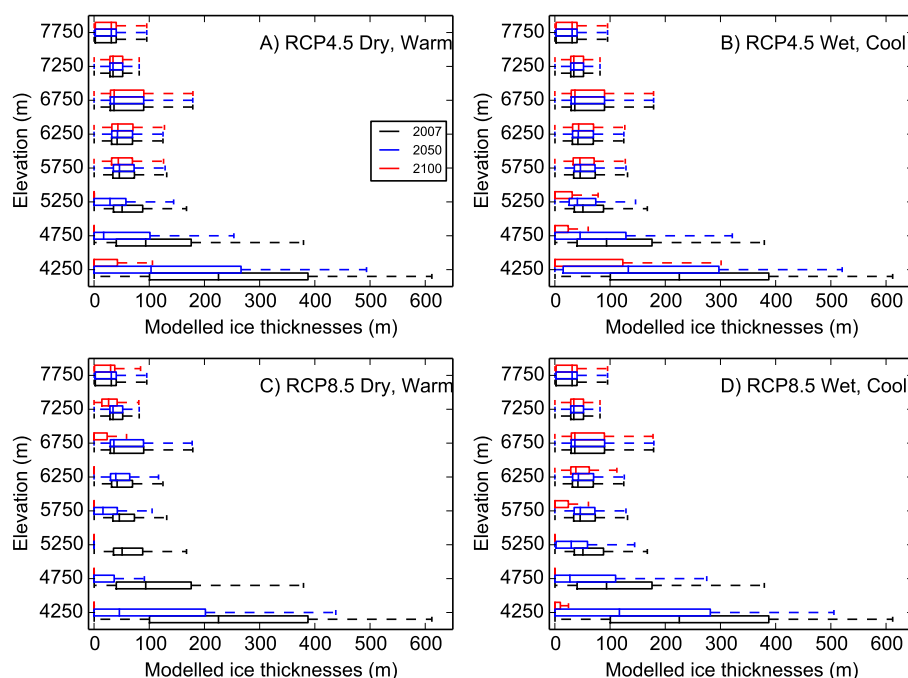 A) RCP4.5 Dry, Warm
Elevation (m)
7750
7250
6750
6250
5750
5250
4750
4250
2007
2050
2100
0 100 200 300 400 500 600
Modelled ice thicknesses (m)
B) RCP4.5 Wet, Cool
Elevation (m)
7750
7250
6750
6250
5750
5250
4750
4250
0 100 200 300 400 500 600
Modelled ice thicknesses (m)
C) RCP8.5 Dry, Warm
Elevation (m)
7750
7250
6750
6250
5750
5250
4750
4250
0 100 200 300 400 500 600
Modelled ice thicknesses (m)
D) RCP8.5 Wet, Cool
Elevation (m)
7750
7250
6750
6250
5750
5250
4750
4250
0 100 200 300 400 500 600
Modelled ice thicknesses (m)